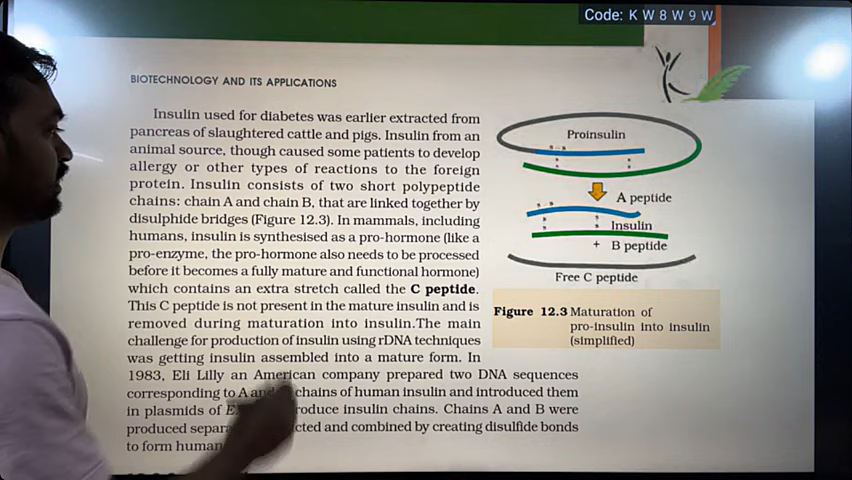 Code: K W 8 W 9 W
BIOTECHNOLOGY AND ITS APPLICATIONS
Insulin used for diabetes was earlier extracted from
pancreas of slaughtered cattle and pigs. Insulin from an
animal source, though caused some patients to develop
allergy or other types of reactions to the foreign
protein. Insulin consists of two short polypeptide
chains: chain A and chain B, that are linked together by
disulphide bridges (Figure 12.3). In mammals, including
humans, insulin is synthesised as a pro-hormone (like a
pro-enzyme, the pro-hormone also needs to be processed
before it becomes a fully mature and functional hormone)
which contains an extra stretch called the C peptide.
This C peptide is not present in the mature insulin and is
removed during maturation into insulin.The main
challenge for production of insulin using rDNA techniques
was getting insulin assembled into a mature form. In
1983, Eli Lilly an American company prepared two DNA sequences
corresponding to A and chains of human insulin and introduced them
in plasmids of insulin chains. Chains A and B were
produced and combined by creating disulfide bonds
to form human
Proinsulin
s – s
A peptide
s – s
Insulin
+ B peptide
Free C peptide
Figure 12.3 Maturation of
pro-insulin into insulin
(simplified)